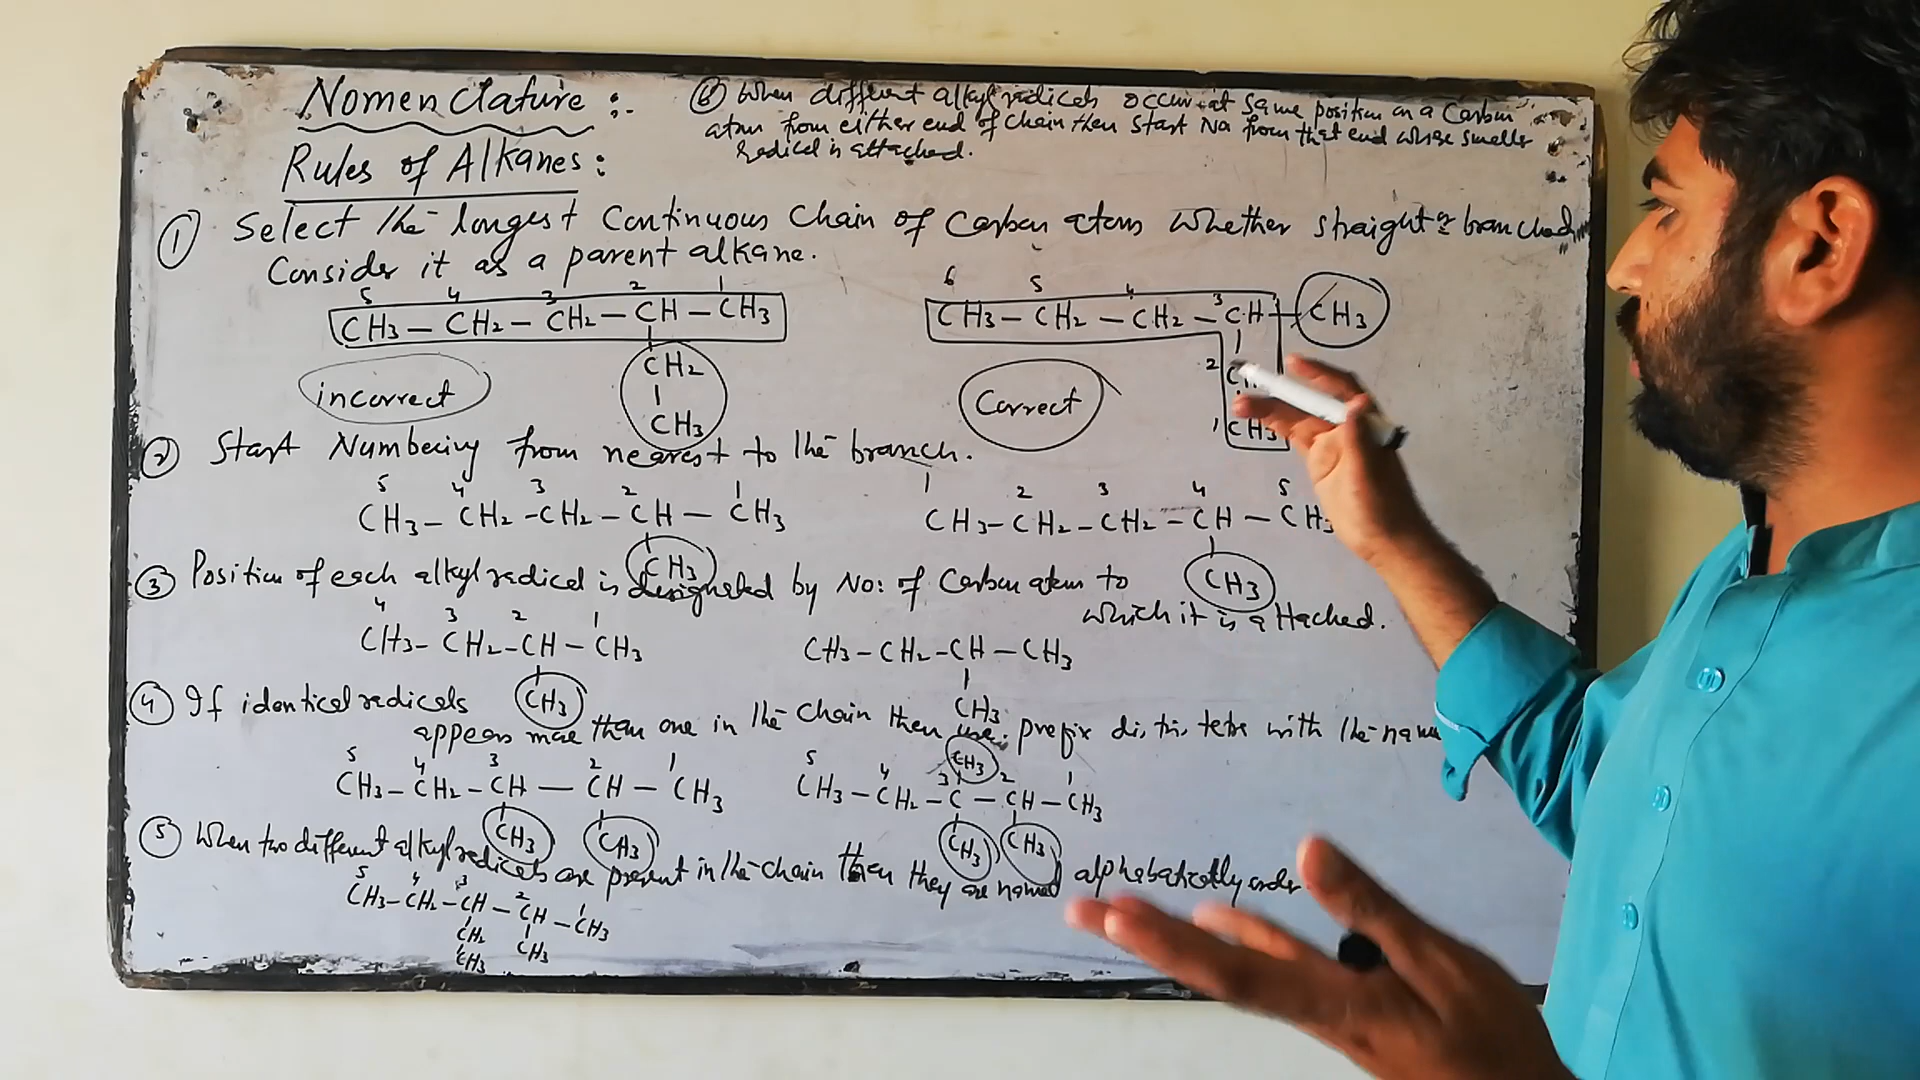 Nomenclature :-
Rules of Alkanes :
⑥ When different alkyl radicals occur at same position on a Carbon
atom from either end of chain then start No from that end whose smaller
radical is attached.
① Select the longest Continuous Chain of Carbon atoms whether straight or branched
Consider it as a parent alkane.
5 4 3 2 1
CH3 – CH2 – CH2 – CH – CH3
CH2
CH3
incorrect
6 5 4 3
CH3 – CH2 – CH2 – CH – CH3
2
1 CH3
Correct
② Start Numbering from nearest to the branch.
5 4 3 2 1
CH3 – CH2 – CH2 – CH – CH3
CH3
1 2 3 4 5
CH3 – CH2 – CH2 – CH – CH3
CH3
③ Position of each alkyl radical is designated by No: of Carbon atom to
which it is attached.
4 3 2 1
CH3 – CH2 – CH – CH3
CH3
CH3 – CH2 – CH – CH3
CH3
④ If identical radicals
appears more than one in the chain then use prefix di, tri, tetra with the name
5 4 3 2 1
CH3 – CH2 – CH – CH – CH3
CH3 CH3
CH3
5 4 3 2 1
CH3 – CH2 – C – CH – CH3
CH3 CH3
⑤ When two different alkyl radicals are present in the chain then they are named alphabatically order
5 4 3 2 1
CH3 – CH2 – CH – CH – CH3
CH2 CH3
CH3